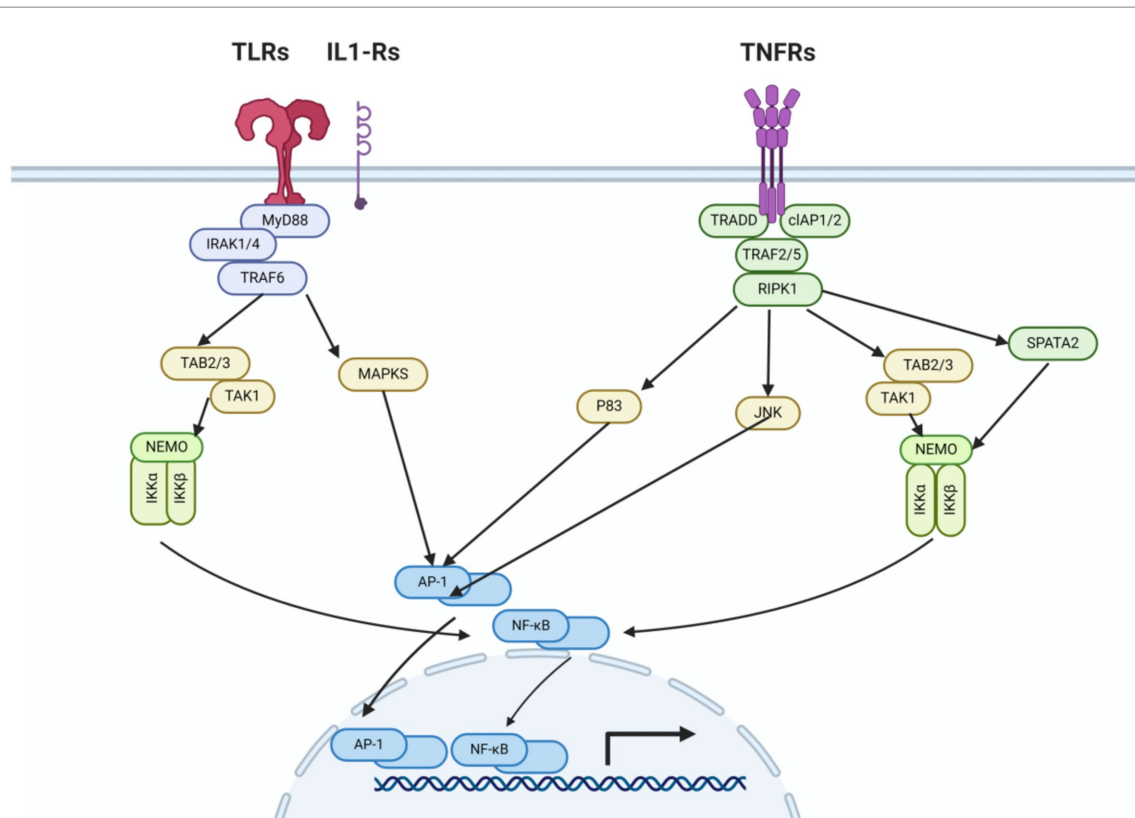 TLRs
IL1-Rs
TNFRs
MyD88
IRAK1/4
TRAF6
TRADD
cIAP1/2
TRAF2/5
RIPK1
TAB2/3
TAK1
MAPKS
P83
JNK
TAB2/3
TAK1
SPATA2
NEMO
IKKα
IKKβ
NEMO
IKKα
IKKβ
AP-1
NF-κB
AP-1
NF-κB